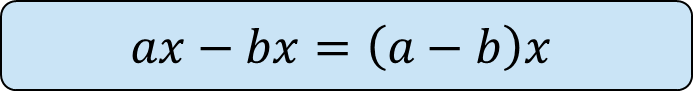 ax − bx = (a − b)x